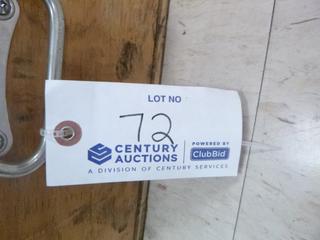 LOT NO
72
CENTURY AUCTIONS
POWERED BY
ClubBid
A DIVISION OF CENTURY SERVICES